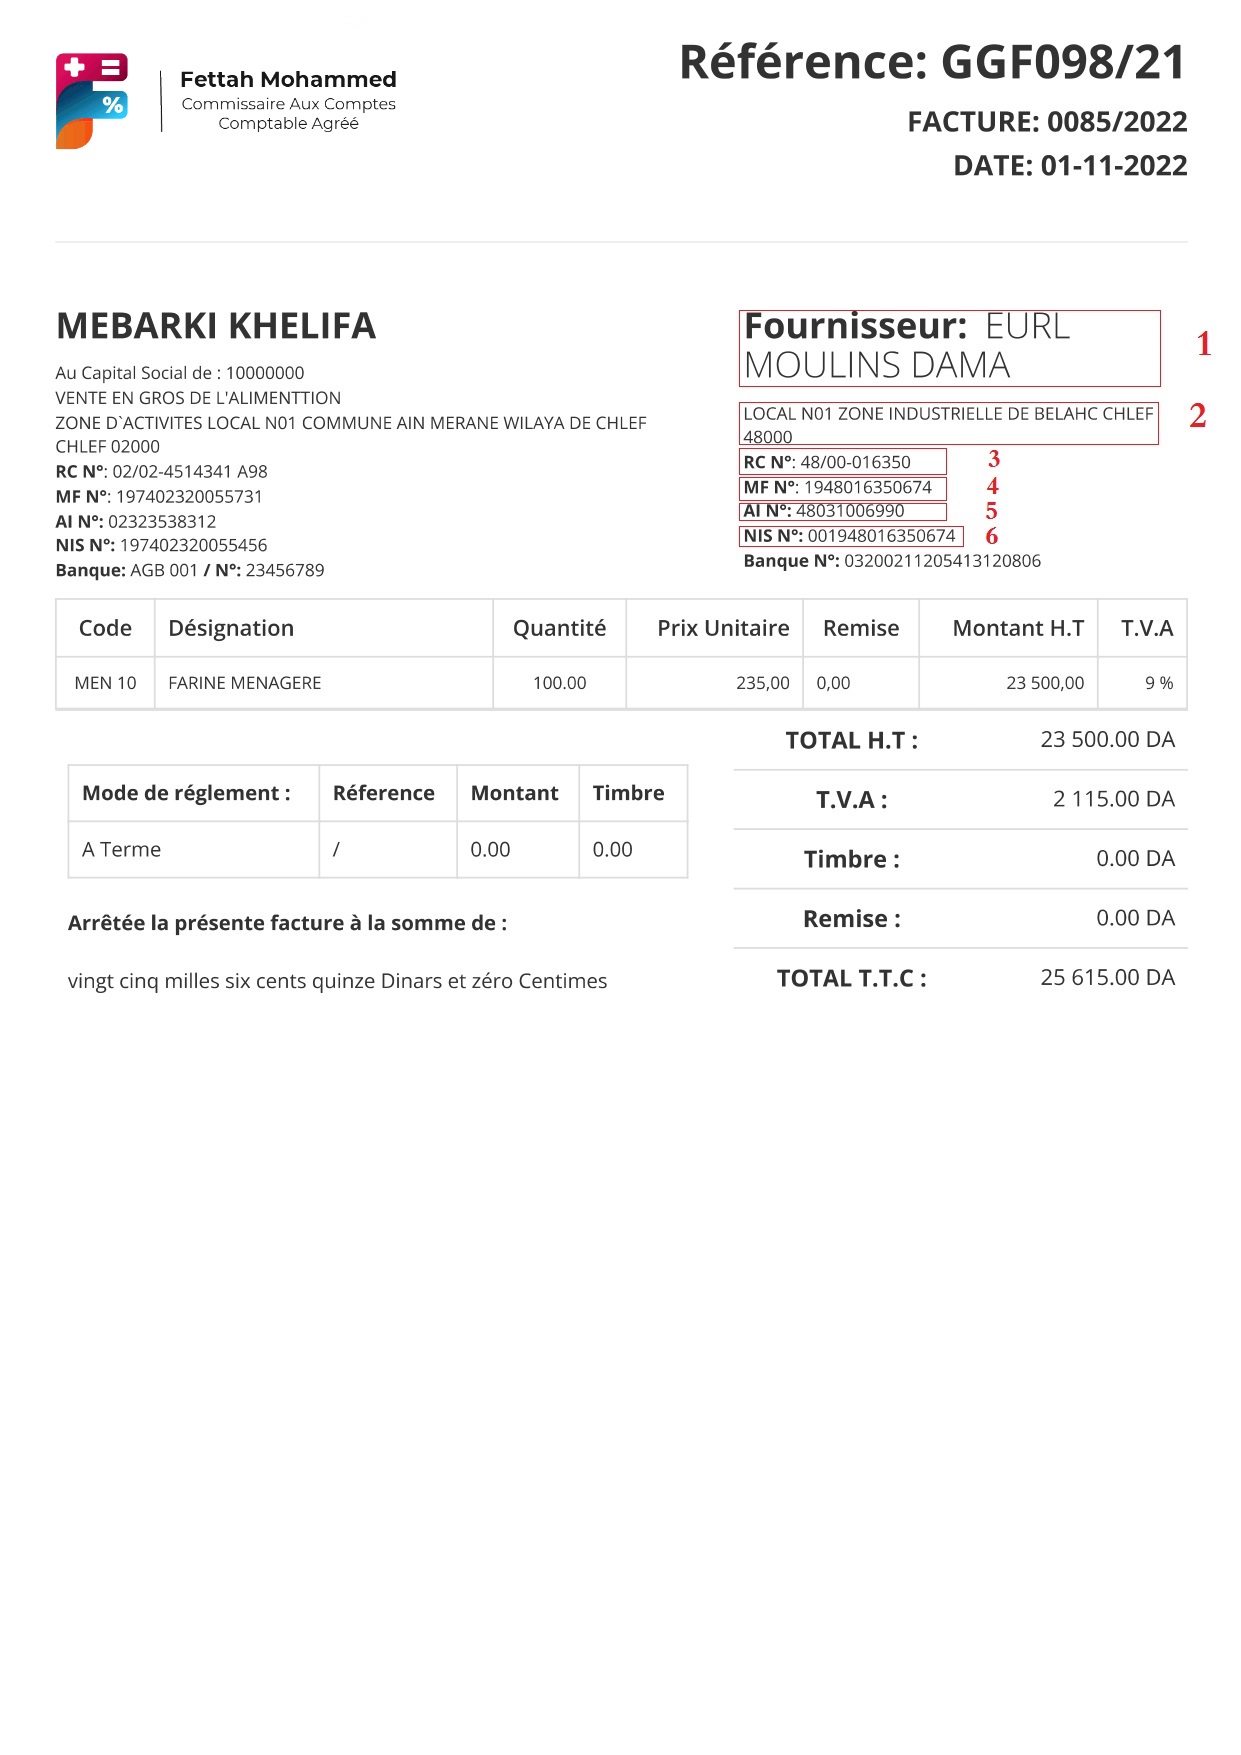 Fettah Mohammed
Commissaire Aux Comptes
Comptable Agréé
%
Référence: GGF098/21
FACTURE: 0085/2022
DATE: 01-11-2022
MEBARKI KHELIFA
Au Capital Social de : 10000000
VENTE EN GROS DE L'ALIMENTTION
ZONE D`ACTIVITES LOCAL N01 COMMUNE AIN MERANE WILAYA DE CHLEF
CHLEF 02000
RC N°: 02/02-4514341 A98
MF N°: 197402320055731
AI N°: 02323538312
NIS N°: 197402320055456
Banque: AGB 001 / N°: 23456789
Fournisseur: EURL
MOULINS DAMA
1
LOCAL N01 ZONE INDUSTRIELLE DE BELAHC CHLEF
48000
2
RC N°: 48/00-016350 3
MF N°: 1948016350674 4
AI N°: 48031006990 5
NIS N°: 001948016350674 6
Banque N°: 03200211205413120806
Code Désignation Quantité Prix Unitaire Remise Montant H.T T.V.A
MEN 10 FARINE MENAGERE 100.00 235,00 0,00 23 500,00 9 %
Mode de réglement : Réference Montant Timbre
A Terme / 0.00 0.00
Arrêtée la présente facture à la somme de :
vingt cinq milles six cents quinze Dinars et zéro Centimes
TOTAL H.T : 23 500.00 DA
T.V.A : 2 115.00 DA
Timbre : 0.00 DA
Remise : 0.00 DA
TOTAL T.T.C : 25 615.00 DA